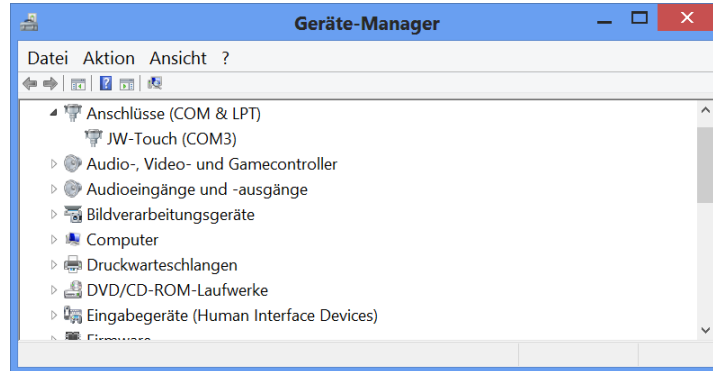 Geräte-Manager
Datei Aktion Ansicht ?
Anschlüsse (COM & LPT)
JW-Touch (COM3)
Audio-, Video- und Gamecontroller
Audioeingänge und -ausgänge
Bildverarbeitungsgeräte
Computer
Druckwarteschlangen
DVD/CD-ROM-Laufwerke
Eingabegeräte (Human Interface Devices)
Firmware